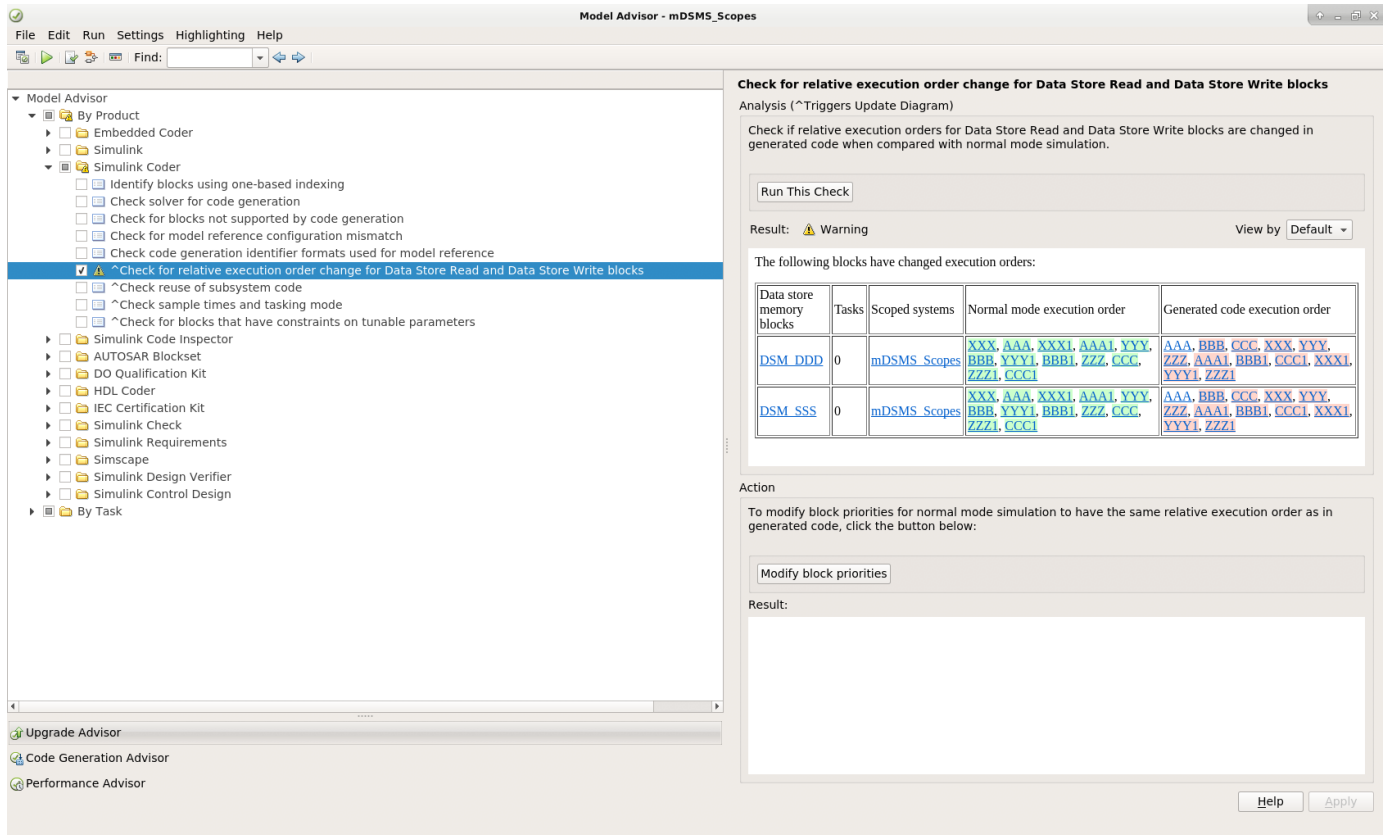 Model Advisor - mDSMS_Scopes
File Edit Run Settings Highlighting Help
Find:
Model Advisor
By Product
Embedded Coder
Simulink
Simulink Coder
Identify blocks using one-based indexing
Check solver for code generation
Check for blocks not supported by code generation
Check for model reference configuration mismatch
Check code generation identifier formats used for model reference
^Check for relative execution order change for Data Store Read and Data Store Write blocks
^Check reuse of subsystem code
^Check sample times and tasking mode
^Check for blocks that have constraints on tunable parameters
Simulink Code Inspector
AUTOSAR Blockset
DO Qualification Kit
HDL Coder
IEC Certification Kit
Simulink Check
Simulink Requirements
Simscape
Simulink Design Verifier
Simulink Control Design
By Task
Upgrade Advisor
Code Generation Advisor
Performance Advisor
Check for relative execution order change for Data Store Read and Data Store Write blocks
Analysis (^Triggers Update Diagram)
Check if relative execution orders for Data Store Read and Data Store Write blocks are changed in
generated code when compared with normal mode simulation.
Run This Check
Result: Warning View by Default
The following blocks have changed execution orders:
Data store
memory
blocks
Tasks
Scoped systems
Normal mode execution order
Generated code execution order
DSM_DDD
0
mDSMS_Scopes
XXX, AAA, XXX1, AAA1, YYY,
BBB, YYY1, BBB1, ZZZ, CCC,
ZZZ1, CCC1
AAA, BBB, CCC, XXX, YYY,
ZZZ, AAA1, BBB1, CCC1, XXX1,
YYY1, ZZZ1
DSM_SSS
0
mDSMS_Scopes
XXX, AAA, XXX1, AAA1, YYY,
BBB, YYY1, BBB1, ZZZ, CCC,
ZZZ1, CCC1
AAA, BBB, CCC, XXX, YYY,
ZZZ, AAA1, BBB1, CCC1, XXX1,
YYY1, ZZZ1
Action
To modify block priorities for normal mode simulation to have the same relative execution order as in
generated code, click the button below:
Modify block priorities
Result:
Help Apply